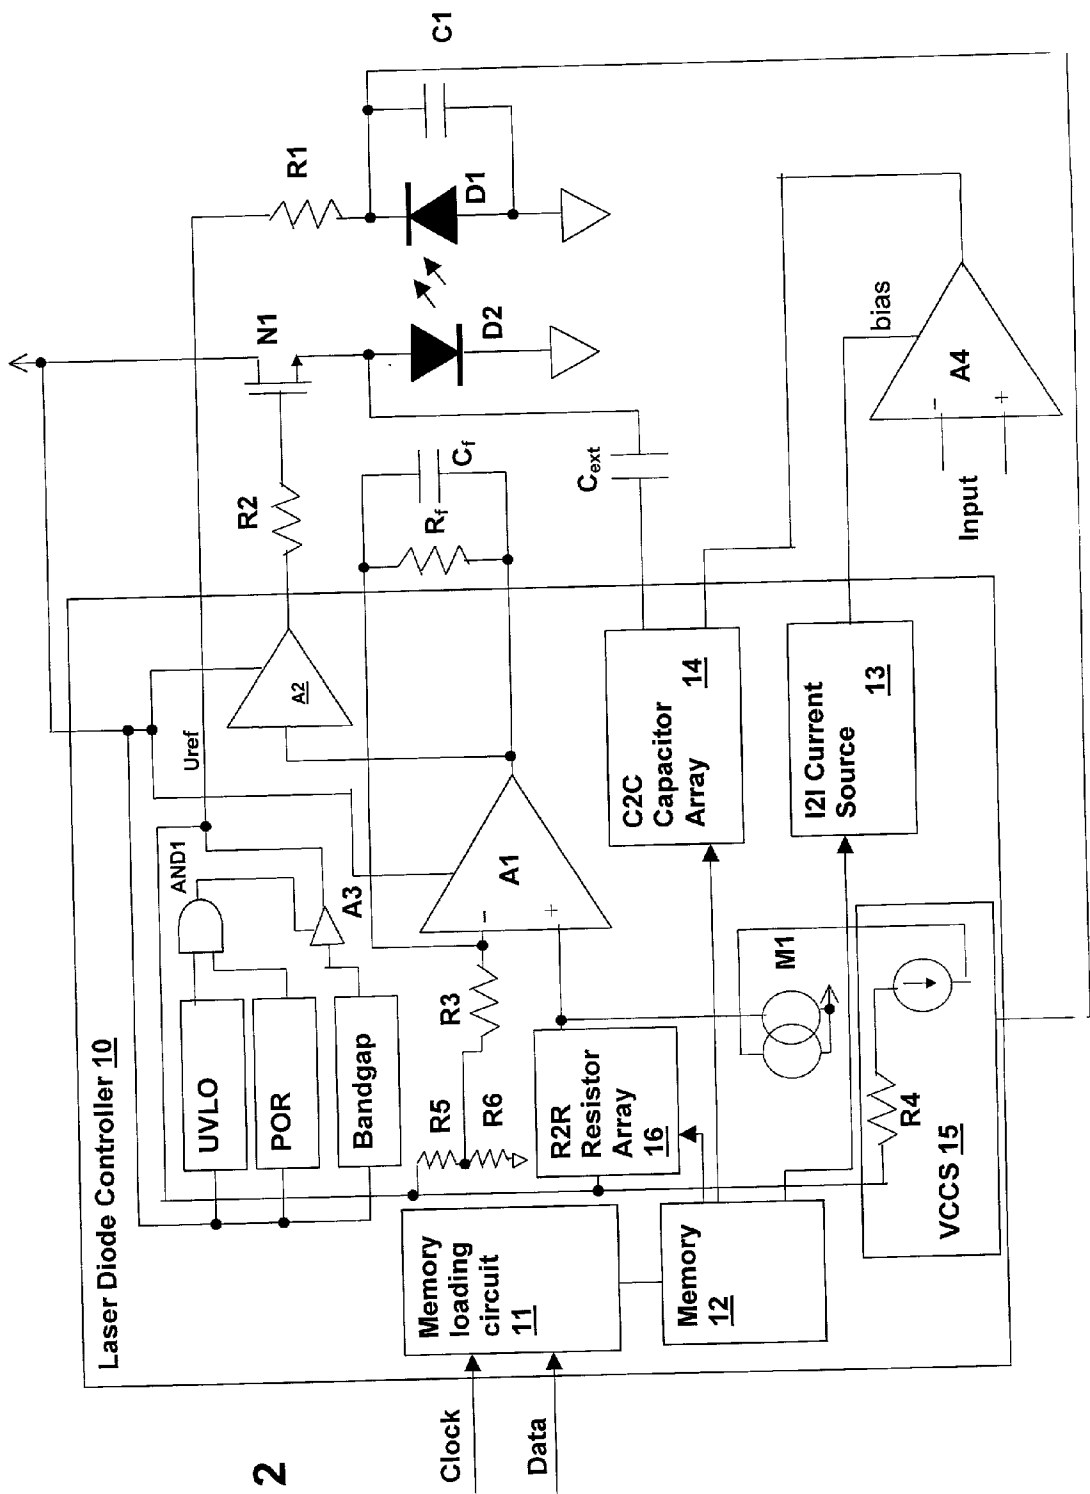 2
Clock
Data
Laser Diode Controller 10
UVLO
POR
Bandgap
AND1
A3
Uref
A2
R2
N1
R1
C1
D1
D2
R5
R6
R3
A1
-
+
Rf
Cf
Cext
Memory
loading
circuit
11
Memory
12
R2R
Resistor
Array
16
M1
C2C
Capacitor
Array
14
I2I Current
Source
13
VCCS 15
R4
bias
A4
-
+
Input